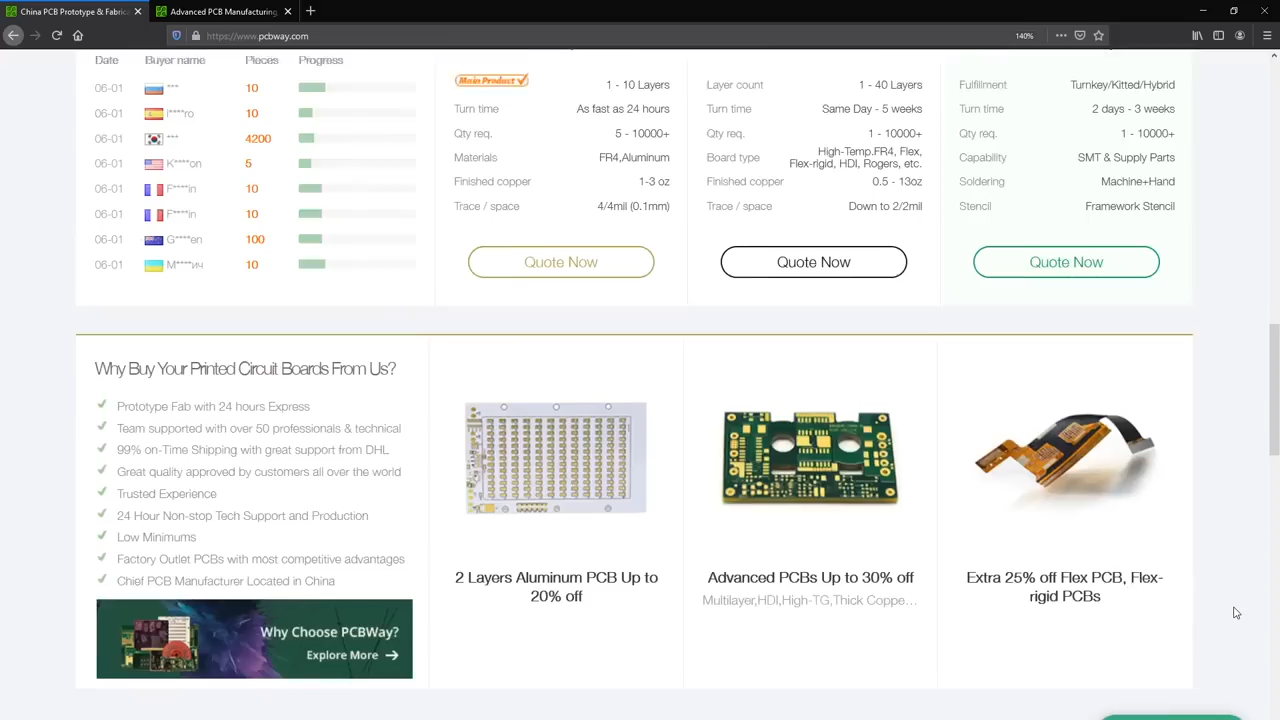 China PCB Prototype & Fabrica
Advanced PCB Manufacturing,
https://www.pcbway.com
140%
Date Buyer name Pieces Progress
06-01 *** 10
06-01 I****ro 10
06-01 *** 4200
06-01 K****on 5
06-01 F****in 10
06-01 F****in 10
06-01 G****en 100
06-01 М****ич 10
Main Product
1 - 10 Layers
Turn time As fast as 24 hours
Qty req. 5 - 10000+
Materials FR4,Aluminum
Finished copper 1-3 oz
Trace / space 4/4mil (0.1mm)
Quote Now
Layer count 1 - 40 Layers
Turn time Same Day - 5 weeks
Qty req. 1 - 10000+
Board type High-Temp.FR4, Flex,
Flex-rigid, HDI, Rogers, etc.
Finished copper 0.5 - 13oz
Trace / space Down to 2/2mil
Quote Now
Fulfillment Turnkey/Kitted/Hybrid
Turn time 2 days - 3 weeks
Qty req. 1 - 10000+
Capability SMT & Supply Parts
Soldering Machine+Hand
Stencil Framework Stencil
Quote Now
Why Buy Your Printed Circuit Boards From Us?
Prototype Fab with 24 hours Express
Team supported with over 50 professionals & technical
99% on-Time Shipping with great support from DHL
Great quality approved by customers all over the world
Trusted Experience
24 Hour Non-stop Tech Support and Production
Low Minimums
Factory Outlet PCBs with most competitive advantages
Chief PCB Manufacturer Located in China
Why Choose PCBWay?
Explore More
2 Layers Aluminum PCB Up to
20% off
Advanced PCBs Up to 30% off
Multilayer,HDI,High-TG,Thick Coppe…
Extra 25% off Flex PCB, Flex-
rigid PCBs